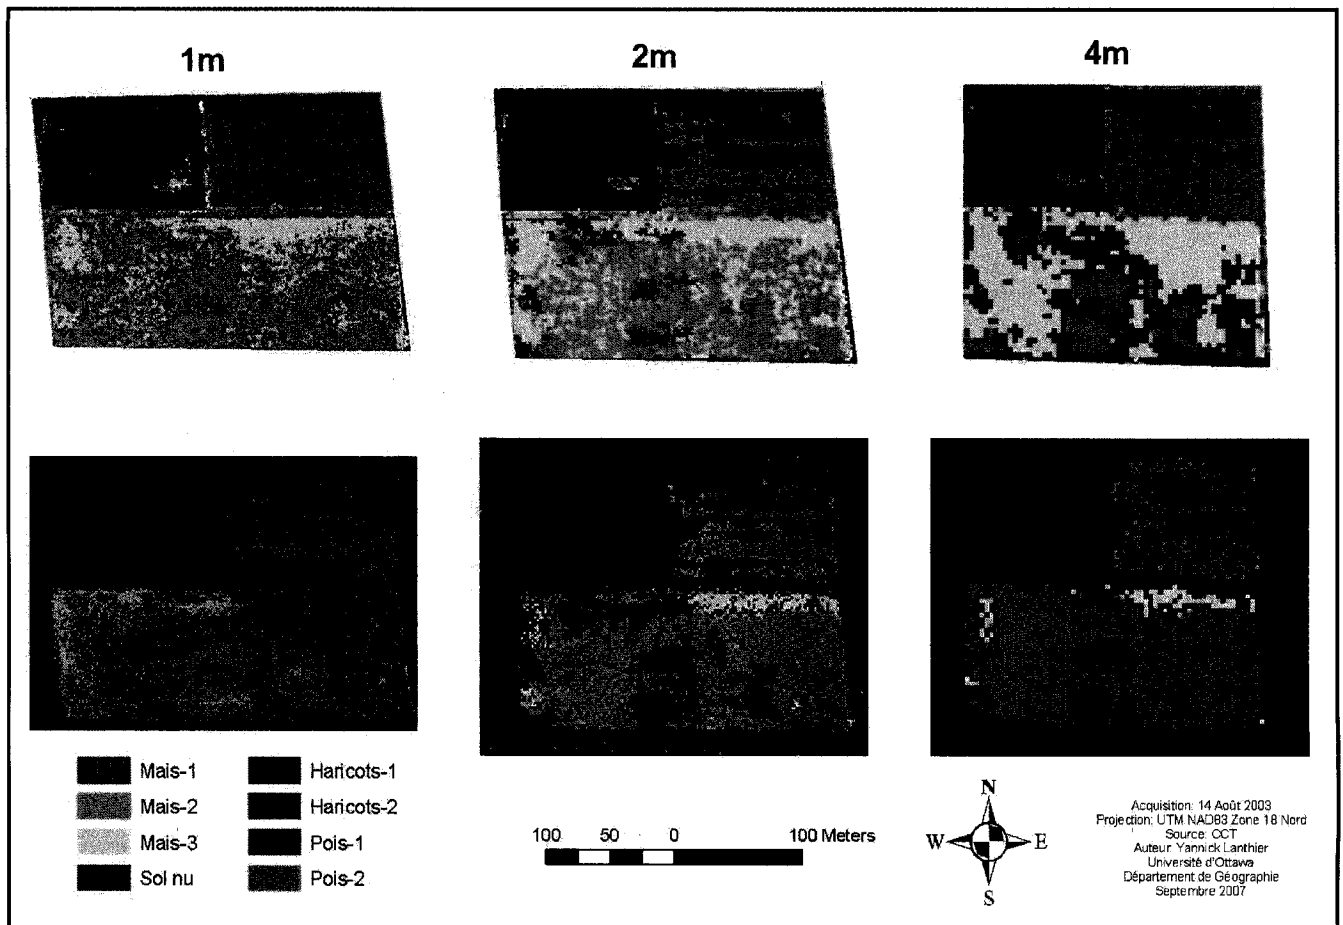 1m 2m 4m
Mais-1 Haricots-1
Mais-2 Haricots-2
Mais-3 Pois-1
Sol nu Pois-2
100 50 0 100 Meters
N
W E
S
Acquisition: 14 Août 2003
Projection: UTM NAD83 Zone 18 Nord
Source: CCT
Auteur: Yannick Lanthier
Université d'Ottawa
Département de Géographie
Septembre 2007